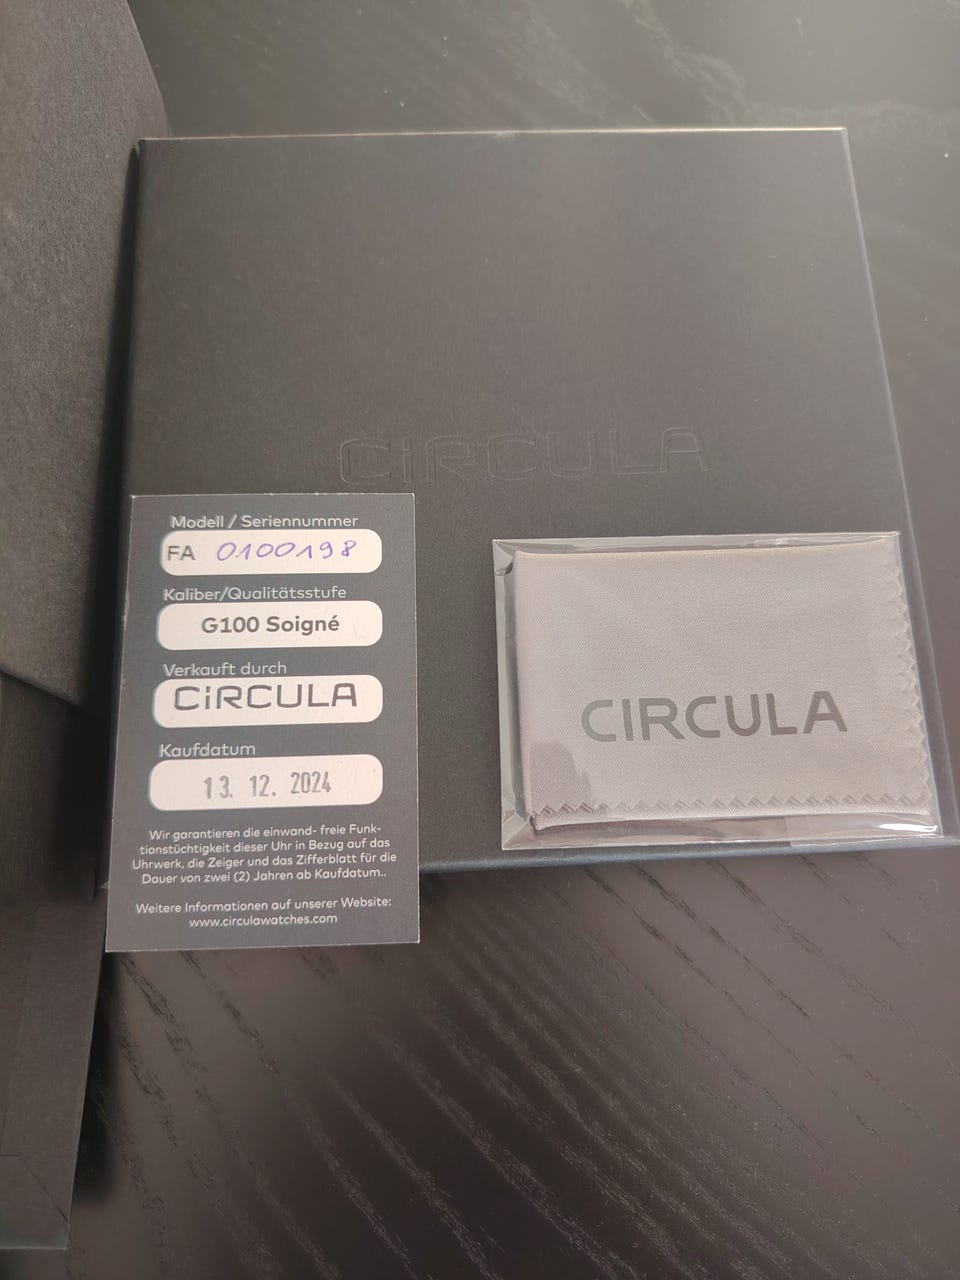 CIRCULA
Modell / Seriennummer
FA 0100198
Kaliber/Qualitätsstufe
G100 Soigné
Verkauft durch
CIRCULA
Kaufdatum
13. 12. 2024
Wir garantieren die einwand- freie Funk-
tionstüchtigkeit dieser Uhr in Bezug auf das
Uhrwerk, die Zeiger und das Zifferblatt für die
Dauer von zwei (2) Jahren ab Kaufdatum..
Weitere Informationen auf unserer Website:
www.circulawatches.com
CIRCULA